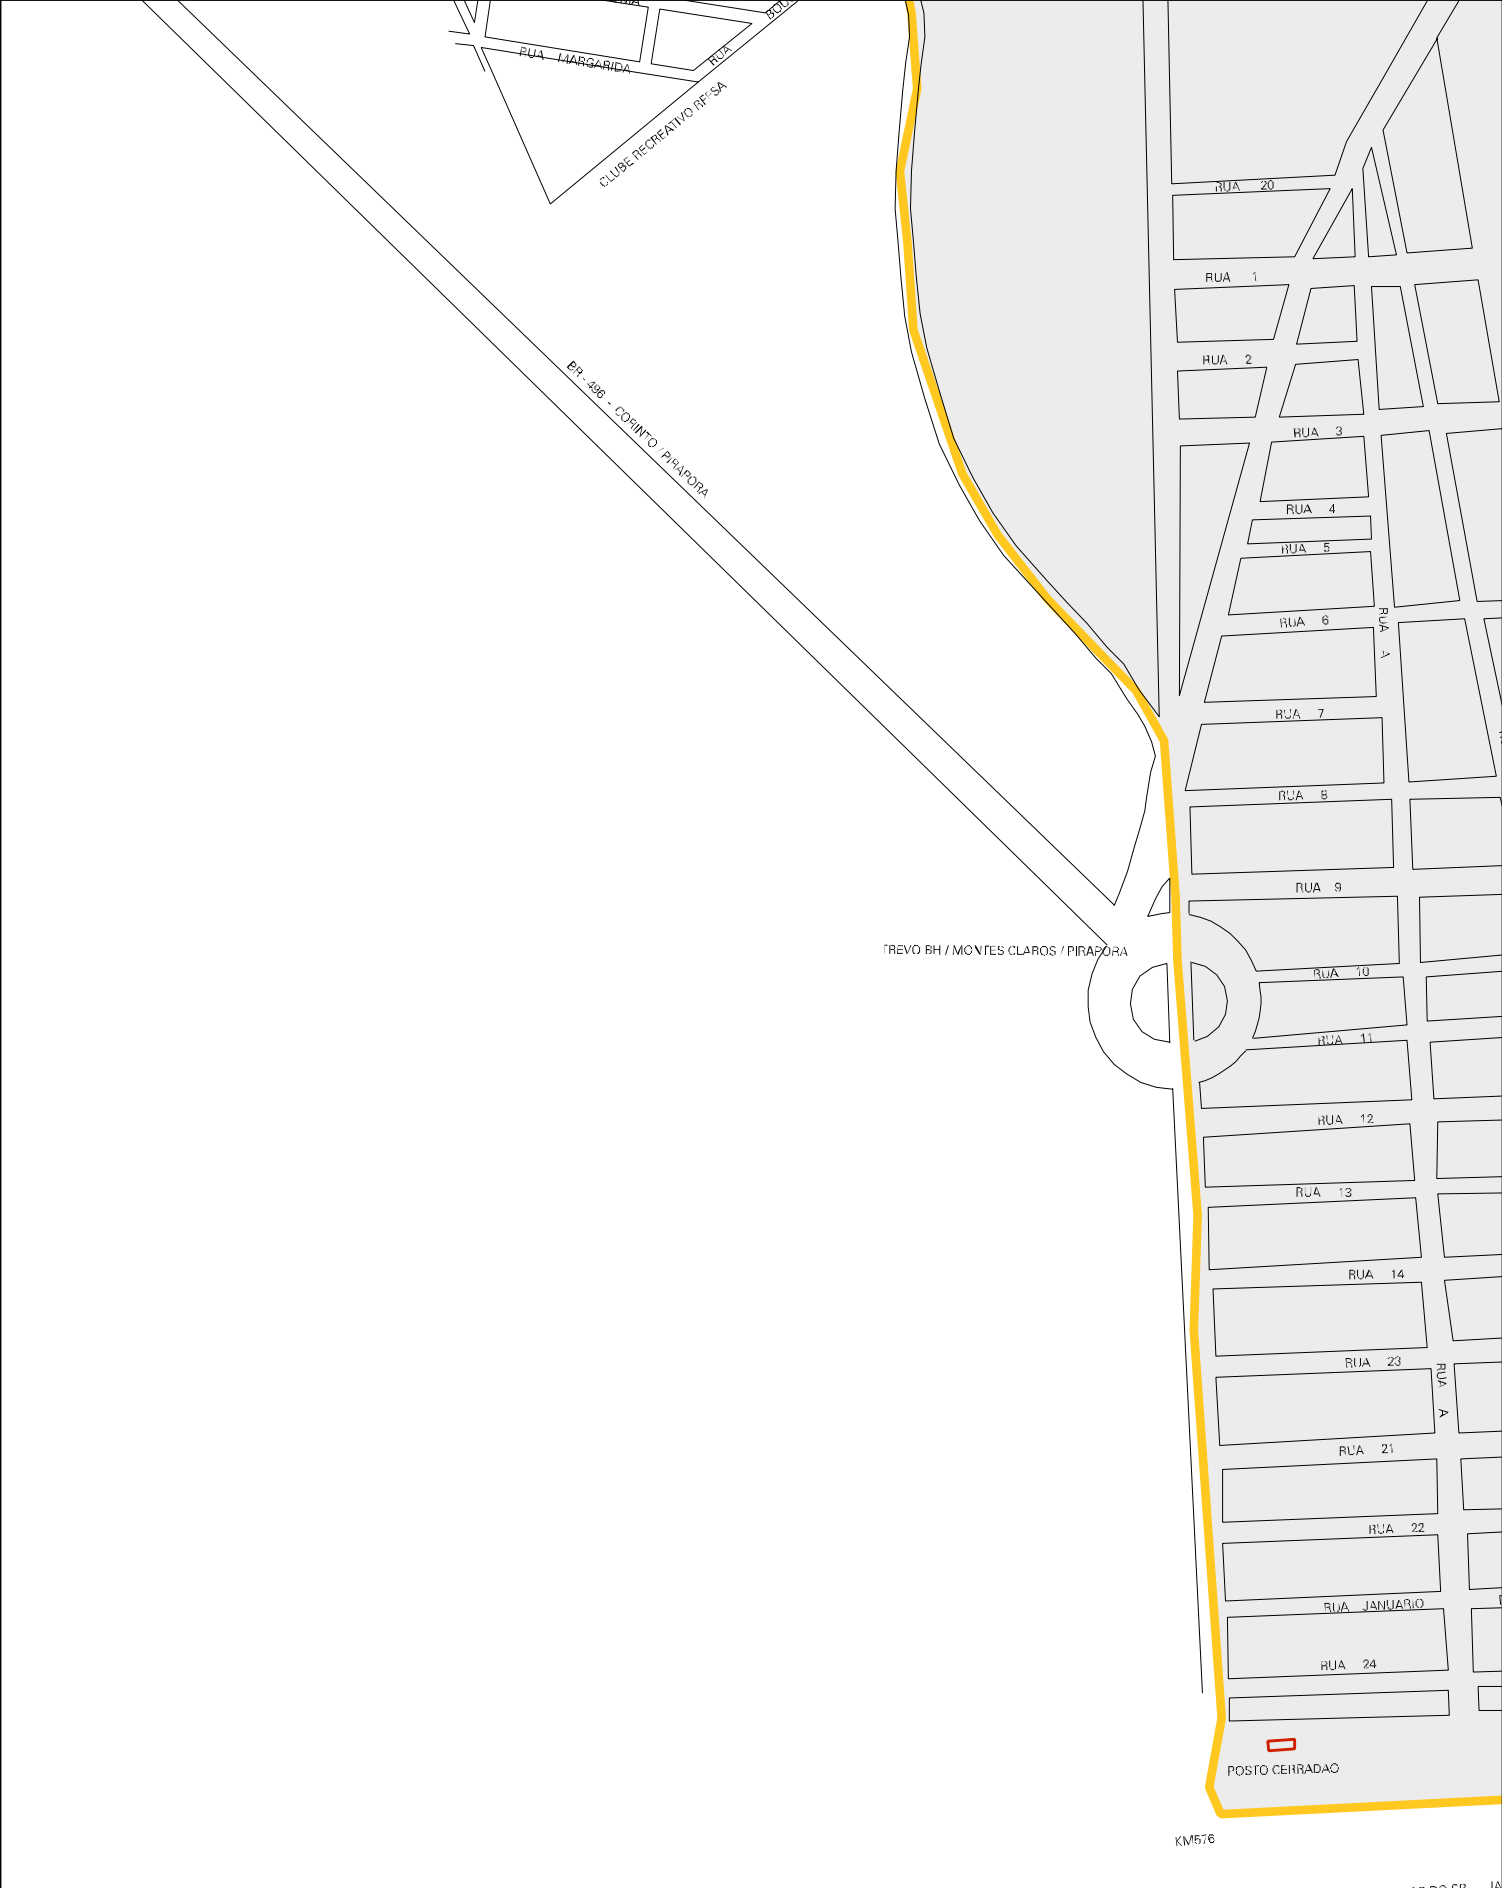 RUA MARGARIDA
RUA
CLUBE RECREATIVO REFSA
RUA 20
RUA 1
RUA 2
BR - 496 - CORINTO / PIRAPORA
RUA 3
RUA 4
RUA 5
RUA 6
RUA A
RUA 7
RUA 8
RUA 9
TREVO BH / MONTES CLAROS / PIRAPORA
RUA 10
RUA 11
RUA 12
RUA 13
RUA 14
RUA 23
RUA A
RUA 21
RUA 22
RUA JANUARIO
RUA 24
POSTO CERRADAO
KM576